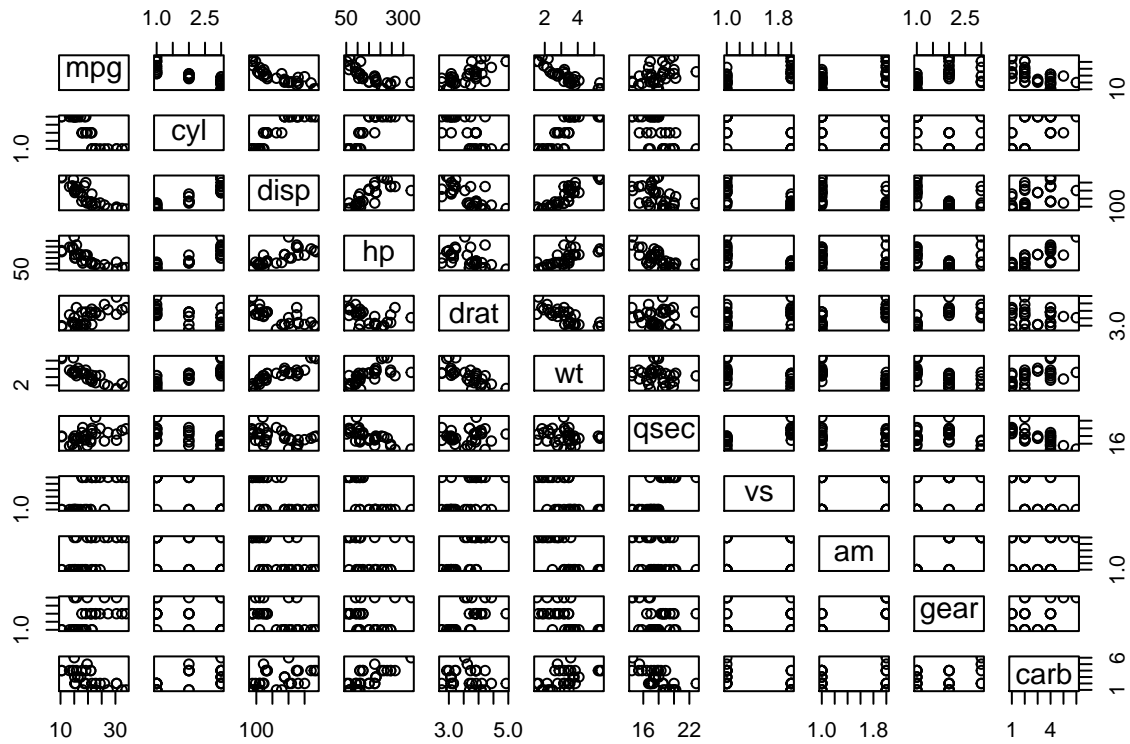 1.0 2.5 50 300 2 4 1.0 1.8 1.0 2.5
mpg 10
1.0 cyl
disp 100
50 hp
drat 3.0
2 wt
qsec 16
1.0 vs
am 1.0
1.0 gear
carb 1 6
10 30 100 3.0 5.0 16 22 1.0 1.8 1 4